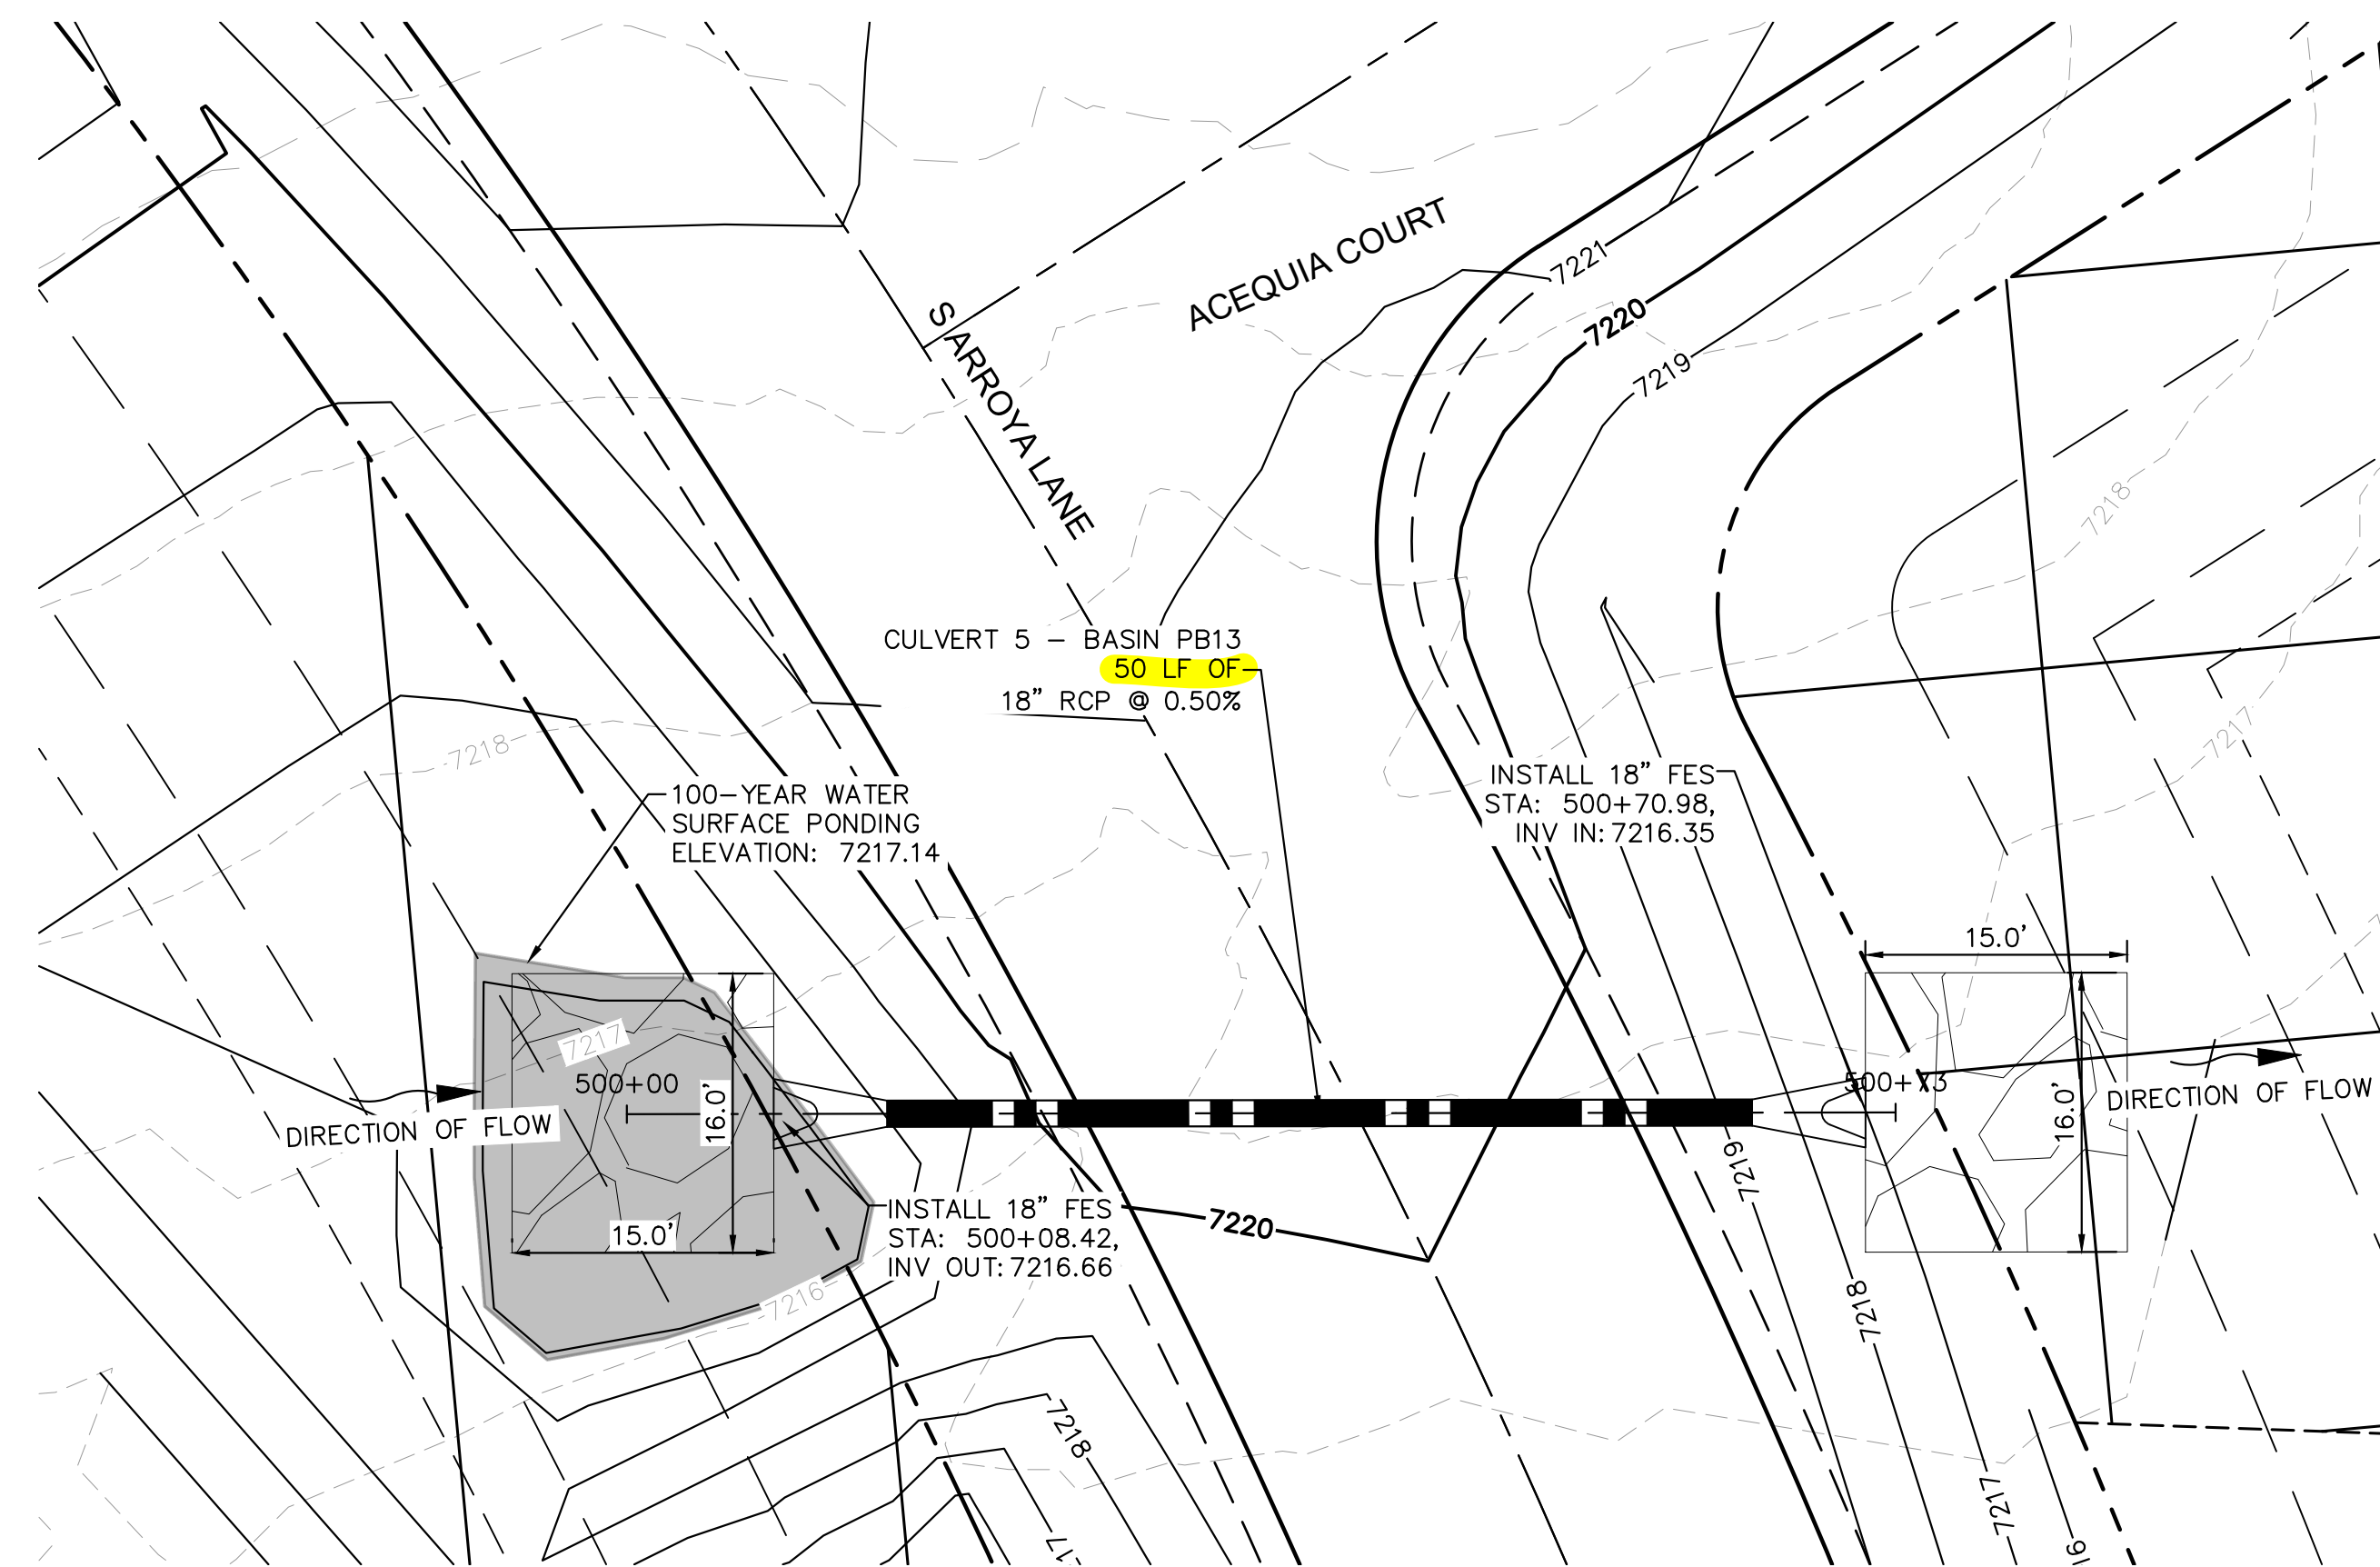 ACEQUIA COURT
S ARROYA LANE
7221
7220
7219
7218
7217
CULVERT 5 – BASIN PB13
50 LF OF
18” RCP @ 0.50%
7218
100–YEAR WATER
SURFACE PONDING
ELEVATION: 7217.14
INSTALL 18” FES
STA: 500+70.98,
INV IN: 7216.35
15.0’
16.0’
500+73
DIRECTION OF FLOW
7217
500+00
16.0’
15.0’
DIRECTION OF FLOW
INSTALL 18” FES
STA: 500+08.42,
INV OUT: 7216.66
7216
7220
7219
7218
7217
7218